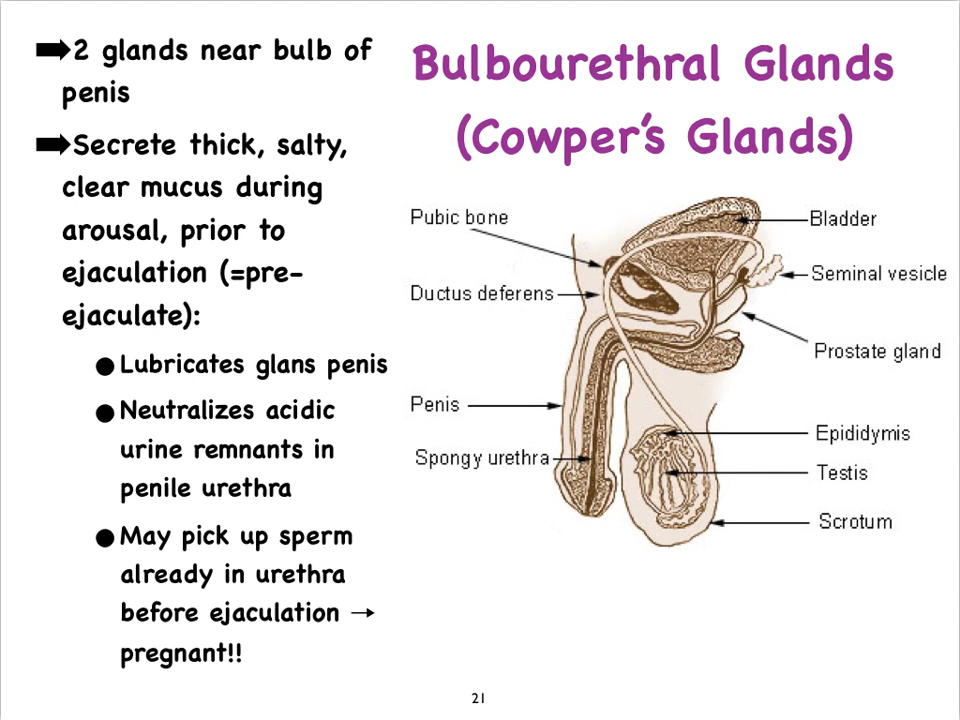 ➡2 glands near bulb of
penis
➡Secrete thick, salty,
clear mucus during
arousal, prior to
ejaculation (=pre-
ejaculate):
●Lubricates glans penis
●Neutralizes acidic
urine remnants in
penile urethra
●May pick up sperm
already in urethra
before ejaculation →
pregnant!!
Bulbourethral Glands
(Cowper's Glands)
Pubic bone
Ductus deferens
Penis
Spongy urethra
Bladder
Seminal vesicle
Prostate gland
Epididymis
Testis
Scrotum
21